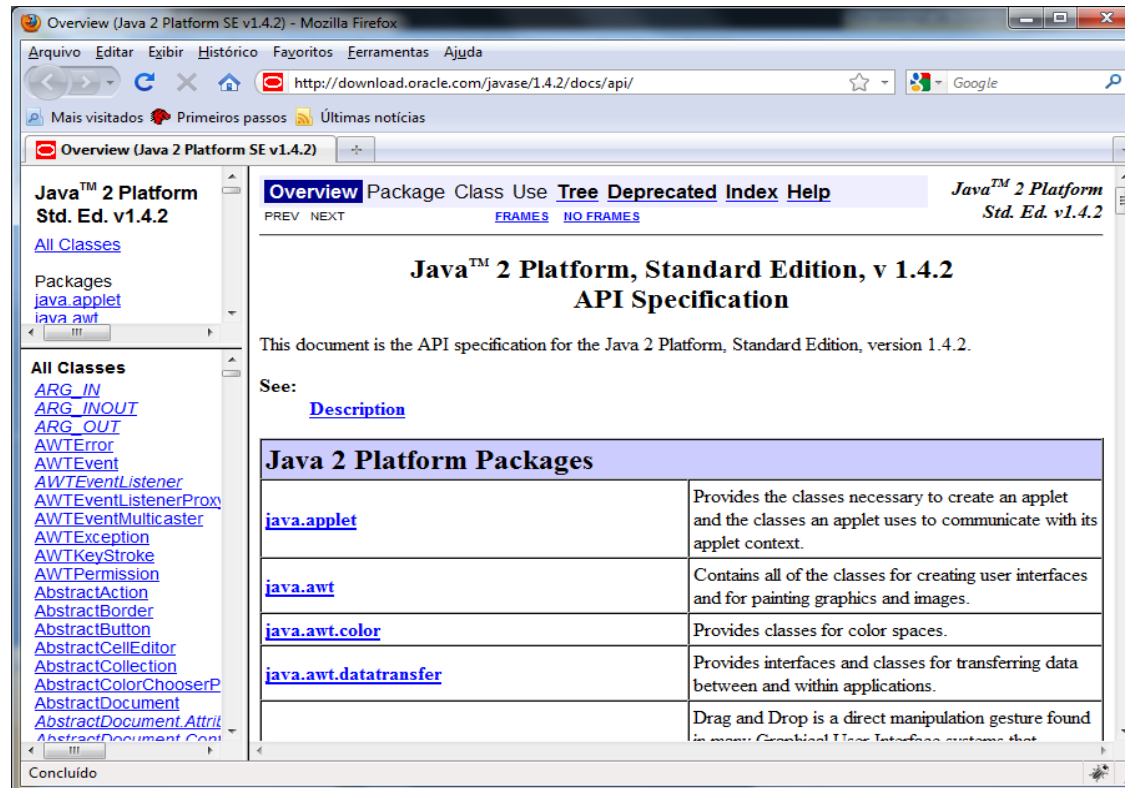 Overview (Java 2 Platform SE v1.4.2) - Mozilla Firefox
Arquivo Editar Exibir Histórico Favoritos Ferramentas Ajuda
http://download.oracle.com/javase/1.4.2/docs/api/
Google
Mais visitados Primeiros passos Últimas notícias
Overview (Java 2 Platform SE v1.4.2)
Java™ 2 Platform
Std. Ed. v1.4.2
All Classes
Packages
java.applet
java.awt
All Classes
ARG_IN
ARG_INOUT
ARG_OUT
AWTError
AWTEvent
AWTEventListener
AWTEventListenerProxy
AWTEventMulticaster
AWTException
AWTKeyStroke
AWTPermission
AbstractAction
AbstractBorder
AbstractButton
AbstractCellEditor
AbstractCollection
AbstractColorChooserP
AbstractDocument
AbstractDocument.Attrib
AbstractDocument.Cont
Overview Package Class Use Tree Deprecated Index Help
PREV NEXT FRAMES NO FRAMES
Java™ 2 Platform
Std. Ed. v1.4.2
Java™ 2 Platform, Standard Edition, v 1.4.2
API Specification
This document is the API specification for the Java 2 Platform, Standard Edition, version 1.4.2.
See:
Description
Java 2 Platform Packages
java.applet
Provides the classes necessary to create an applet
and the classes an applet uses to communicate with its
applet context.
java.awt
Contains all of the classes for creating user interfaces
and for painting graphics and images.
java.awt.color
Provides classes for color spaces.
java.awt.datatransfer
Provides interfaces and classes for transferring data
between and within applications.
Drag and Drop is a direct manipulation gesture found
in many Graphical User Interface systems that
Concluído